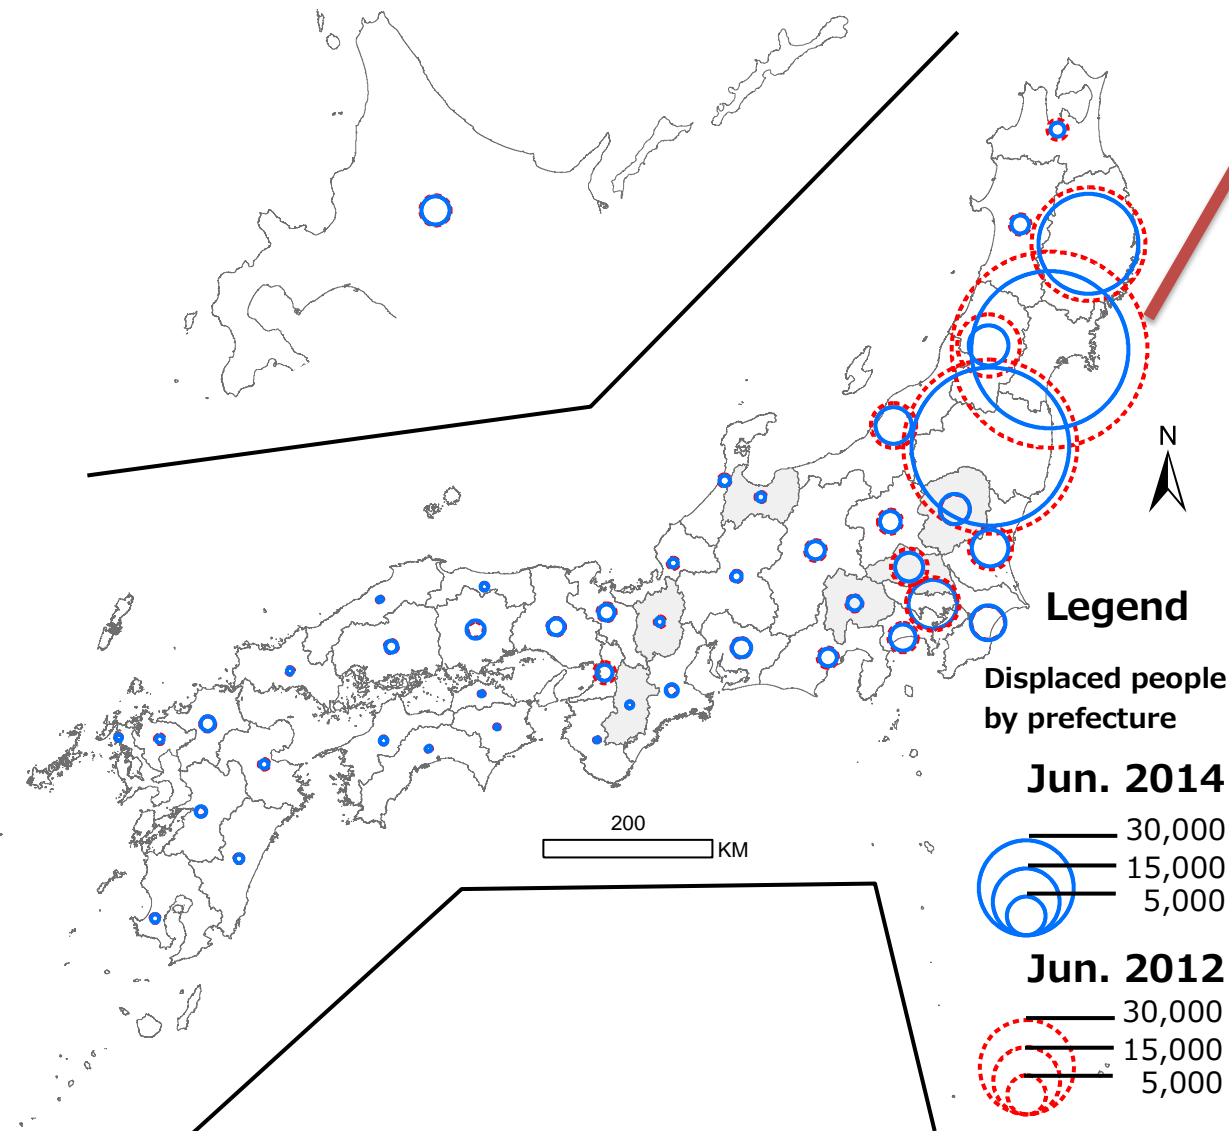 N
Legend
Displaced people
by prefecture
Jun. 2014
30,000
15,000
5,000
Jun. 2012
30,000
15,000
5,000
200
KM